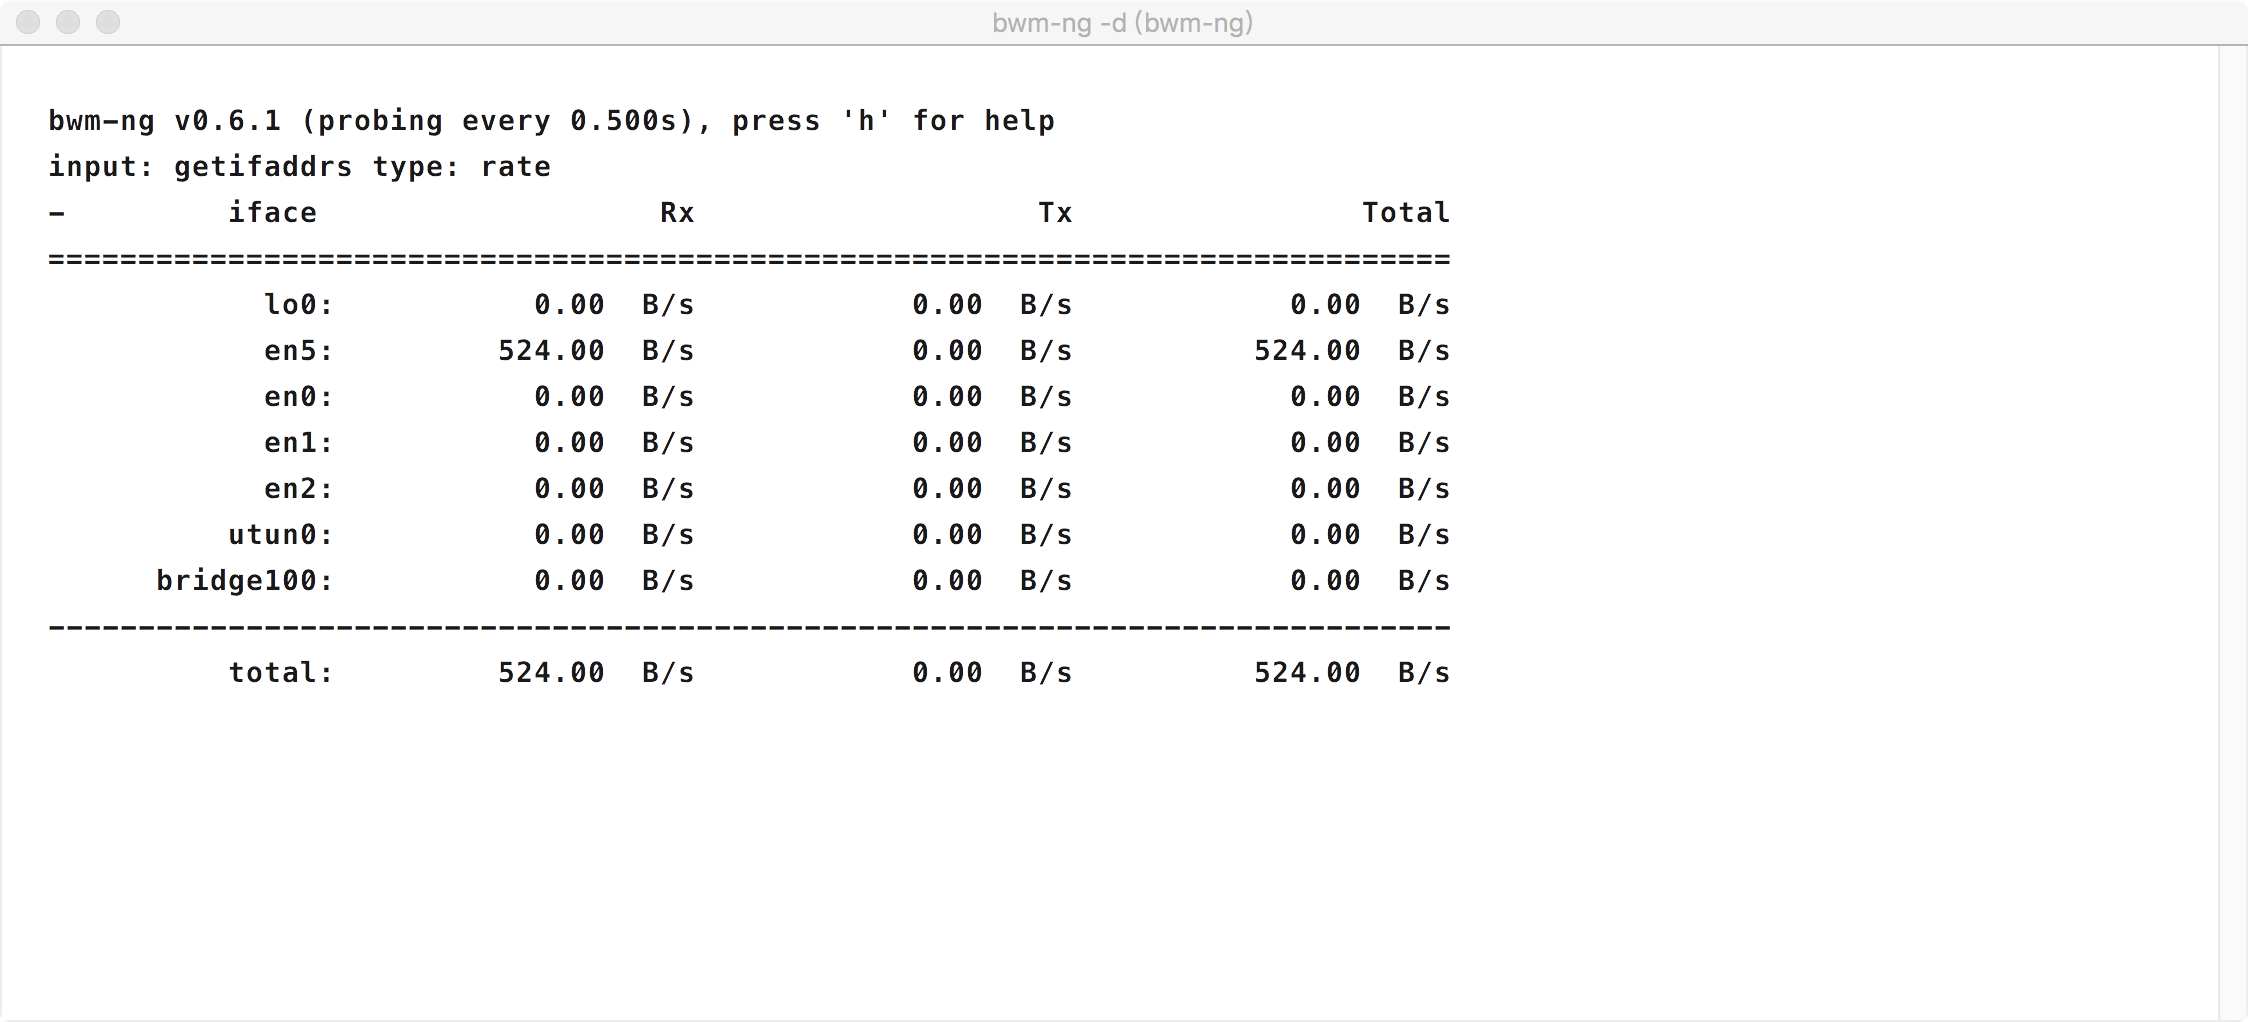 bwm-ng -d (bwm-ng)
bwm-ng v0.6.1 (probing every 0.500s), press 'h' for help
input: getifaddrs type: rate
- iface Rx Tx Total
==============================================================================
lo0: 0.00 B/s 0.00 B/s 0.00 B/s
en5: 524.00 B/s 0.00 B/s 524.00 B/s
en0: 0.00 B/s 0.00 B/s 0.00 B/s
en1: 0.00 B/s 0.00 B/s 0.00 B/s
en2: 0.00 B/s 0.00 B/s 0.00 B/s
utun0: 0.00 B/s 0.00 B/s 0.00 B/s
bridge100: 0.00 B/s 0.00 B/s 0.00 B/s
------------------------------------------------------------------------------
total: 524.00 B/s 0.00 B/s 524.00 B/s